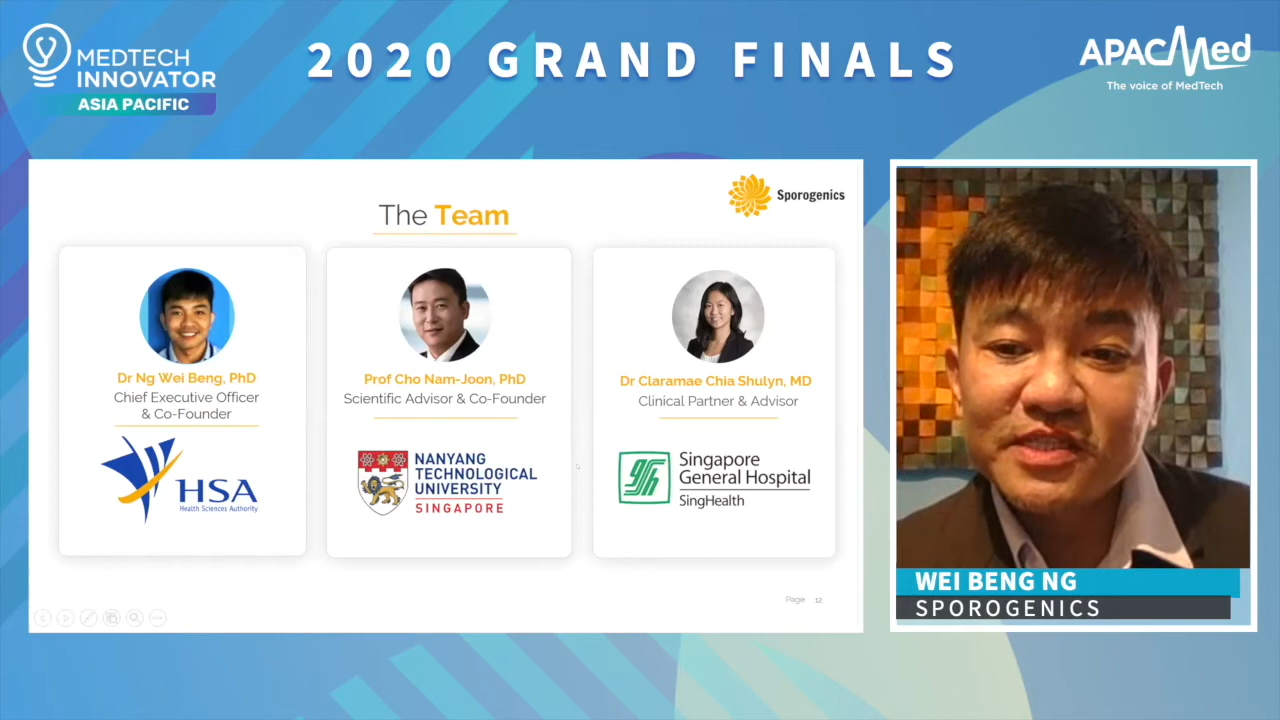 MEDTECH
INNOVATOR
ASIA PACIFIC
2020 GRAND FINALS
APACMed
The voice of MedTech
Sporogenics
The Team
Dr Ng Wei Beng, PhD
Chief Executive Officer
& Co-Founder
HSA
Health Sciences Authority
Prof Cho Nam-Joon, PhD
Scientific Advisor & Co-Founder
NANYANG
TECHNOLOGICAL
UNIVERSITY
SINGAPORE
Dr Claramae Chia Shulyn, MD
Clinical Partner & Advisor
Singapore
General Hospital
SingHealth
Page 12
WEI BENG NG
SPOROGENICS